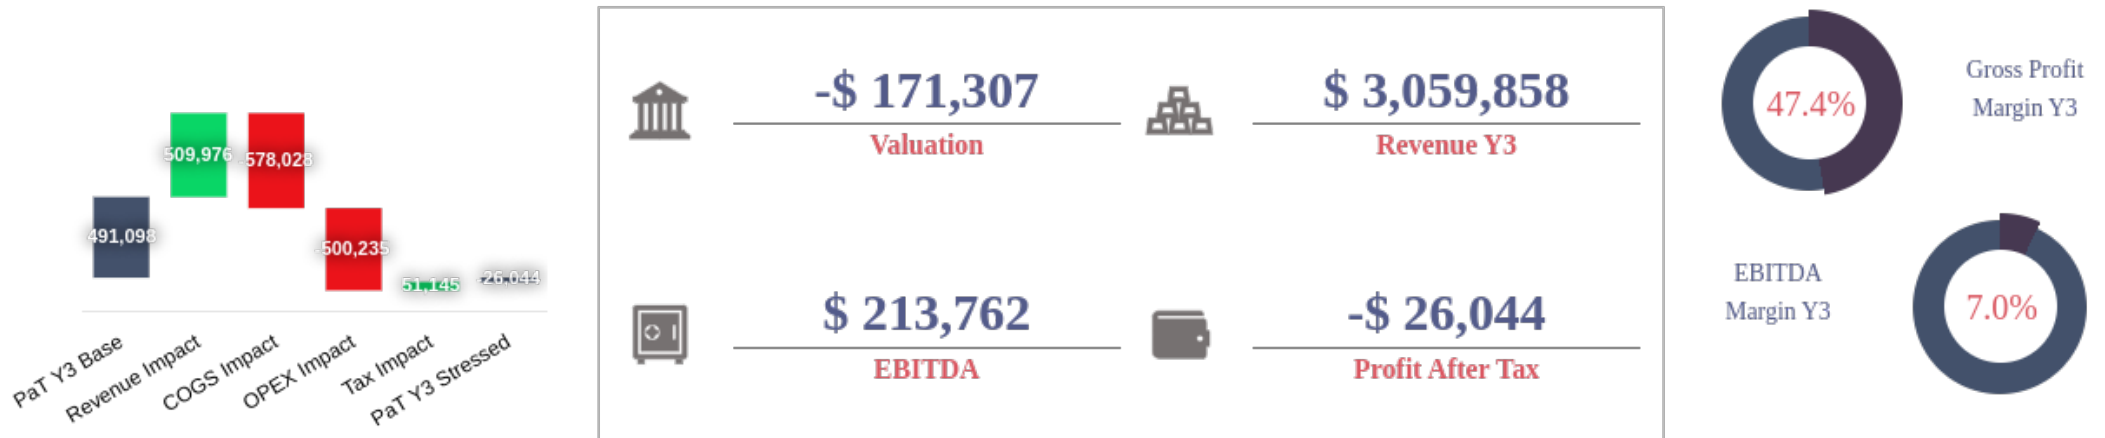 491,098
509,976
-578,028
-500,235
51,145
-26,044
PaT Y3 Base
Revenue Impact
COGS Impact
OPEX Impact
Tax Impact
PaT Y3 Stressed
-$ 171,307
Valuation
$ 3,059,858
Revenue Y3
$ 213,762
EBITDA
-$ 26,044
Profit After Tax
47.4%
Gross Profit
Margin Y3
EBITDA
Margin Y3
7.0%